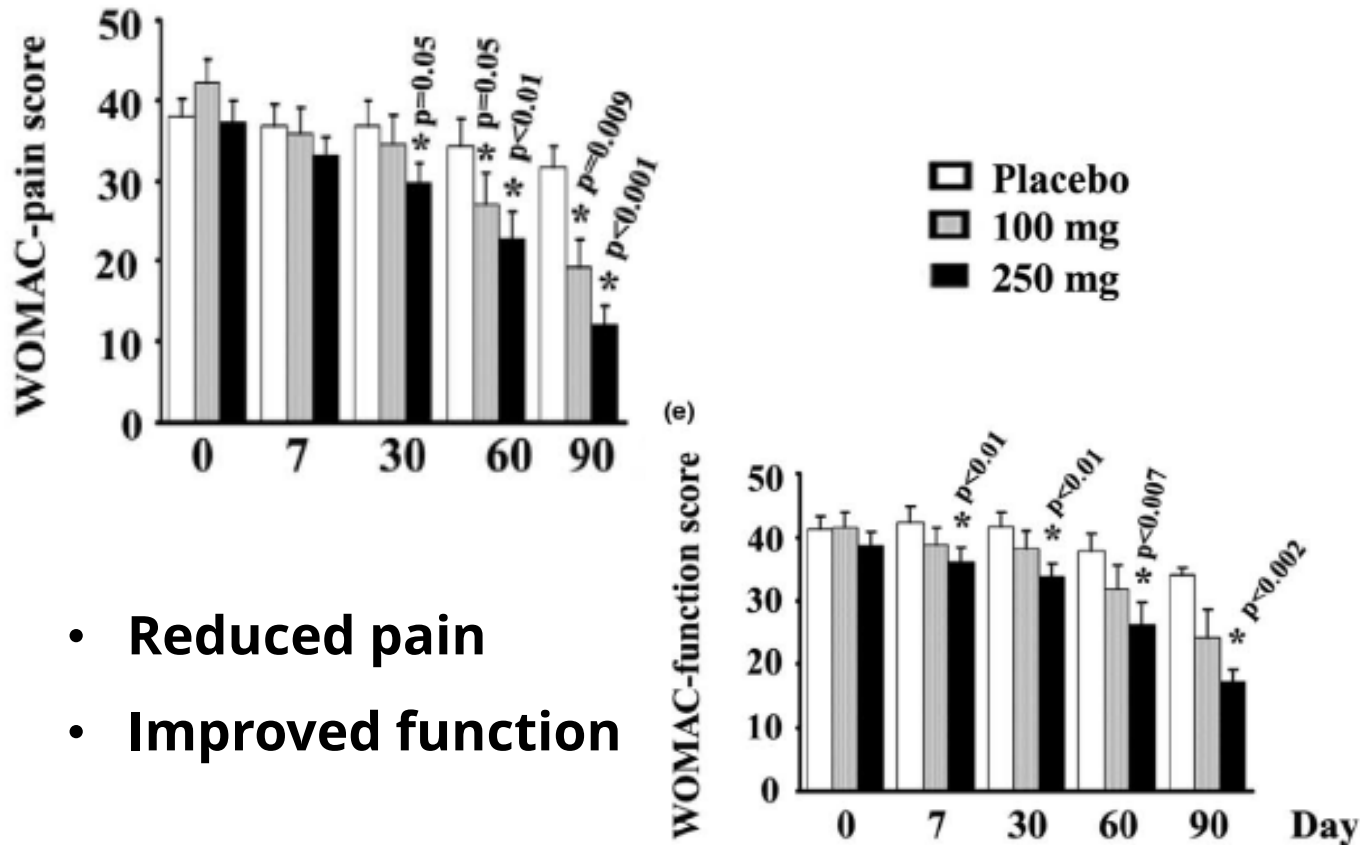 WOMAC-pain score
50
40
30
20
10
0
* p=0.05
* p=0.05
* p<0.01
* p=0.009
* p<0.001
0 7 30 60 90
Placebo
100 mg
250 mg
(e)
WOMAC-function score
50
40
30
20
10
0
* p<0.01
* p<0.01
* p<0.007
* p<0.002
0 7 30 60 90 Day
• Reduced pain
• Improved function